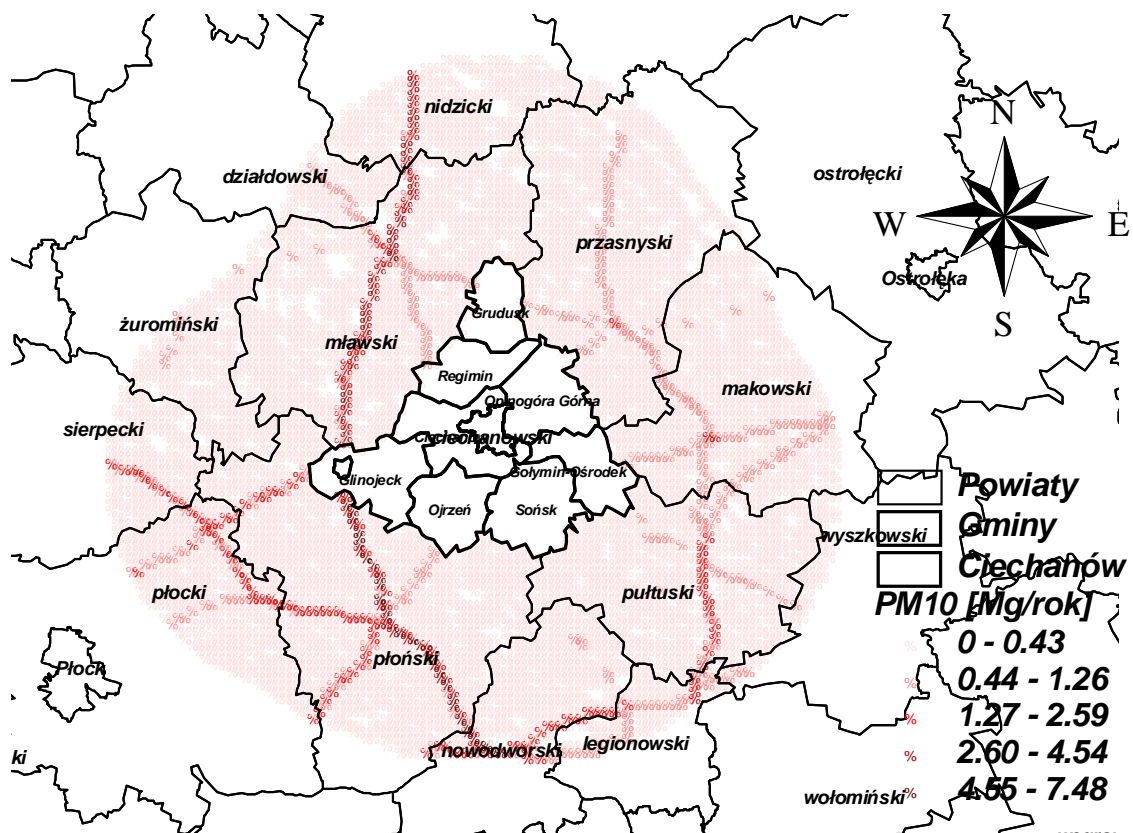 nidzicki
N
działdowski
ostrołęcki
W
E
przasnyski
Ostrołęka
Grudusk
S
żuromiński
mławski
Regimin
makowski
Opinogóra Górna
sierpecki
ciechanowski
Glinojeck
Gołymin-Ośrodek
Powiaty
Ojrzeń
Sońsk
Gminy
wyszkowski
Ciechanów
płocki
pułtuski
PM10 [Mg/rok]
0 - 0.43
płoński
Płock
0.44 - 1.26
1.27 - 2.59
nowodworski
legionowski
2.60 - 4.54
ki
4.55 - 7.48
wołomiński